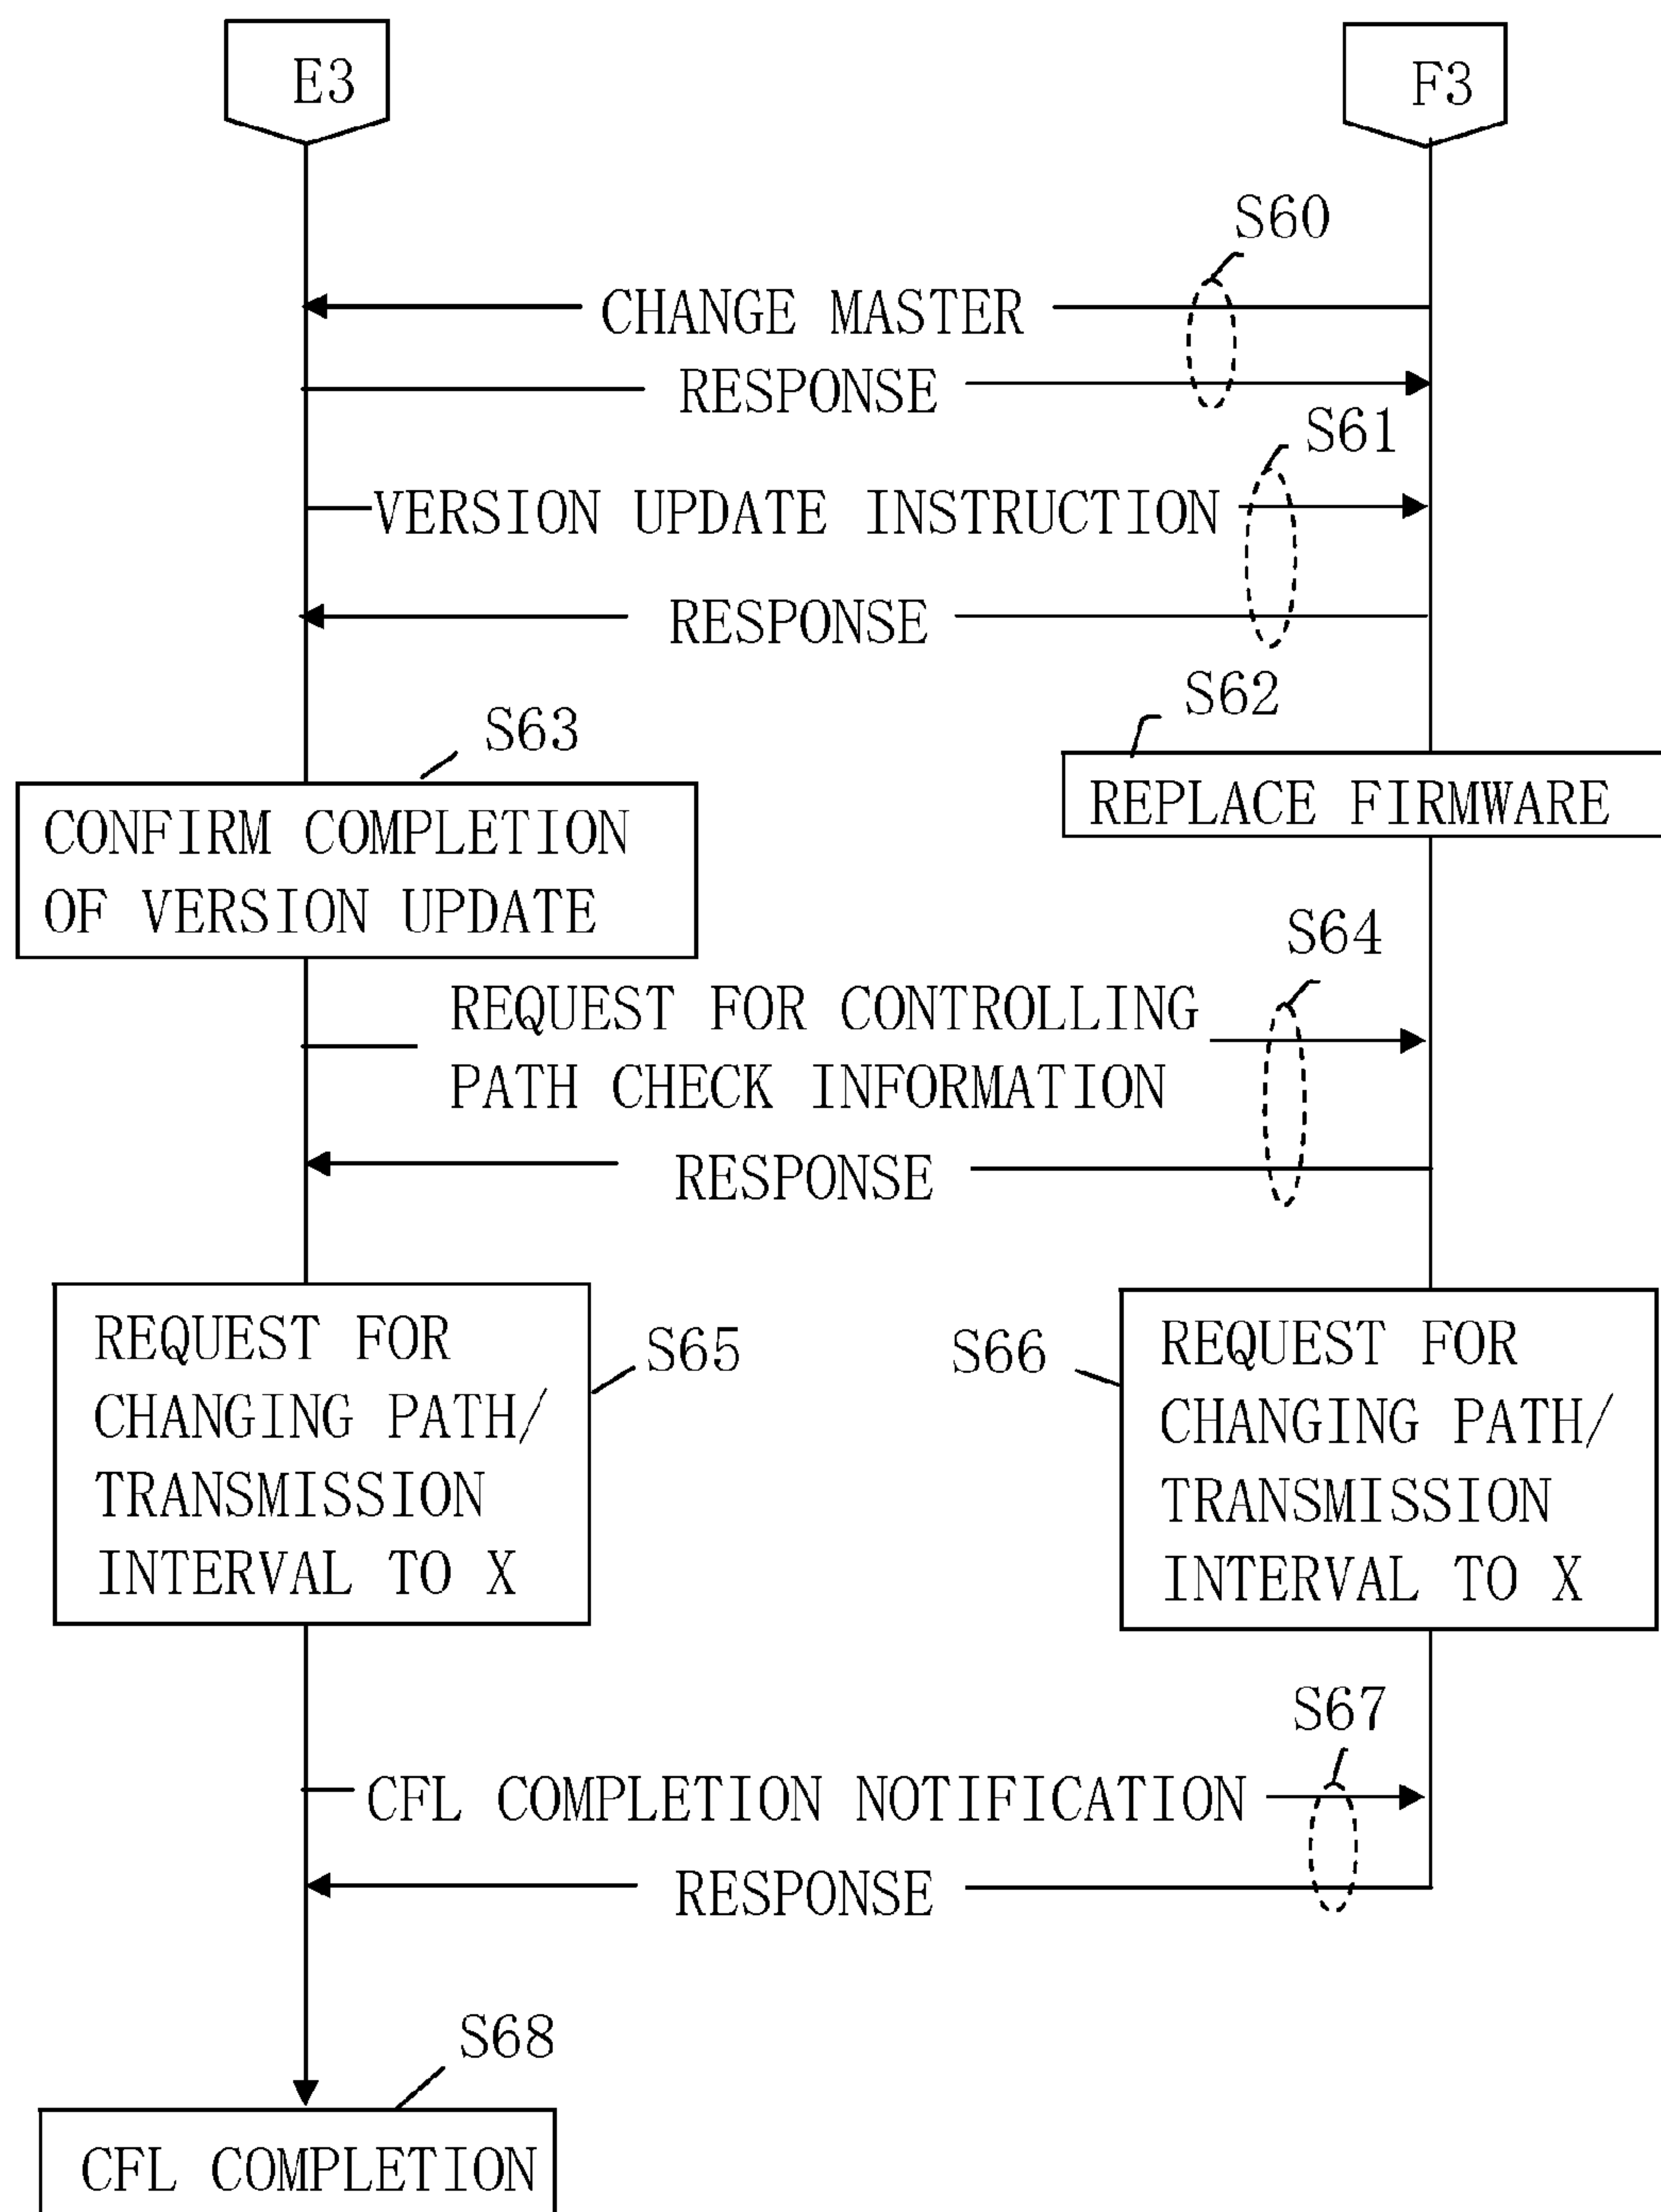 E3
F3
S60
CHANGE MASTER
RESPONSE
S61
VERSION UPDATE INSTRUCTION
RESPONSE
S62
S63
REPLACE FIRMWARE
CONFIRM COMPLETION
OF VERSION UPDATE
S64
REQUEST FOR CONTROLLING
PATH CHECK INFORMATION
RESPONSE
REQUEST FOR
CHANGING PATH/
TRANSMISSION
INTERVAL TO X
S65
S66
REQUEST FOR
CHANGING PATH/
TRANSMISSION
INTERVAL TO X
S67
CFL COMPLETION NOTIFICATION
RESPONSE
S68
CFL COMPLETION